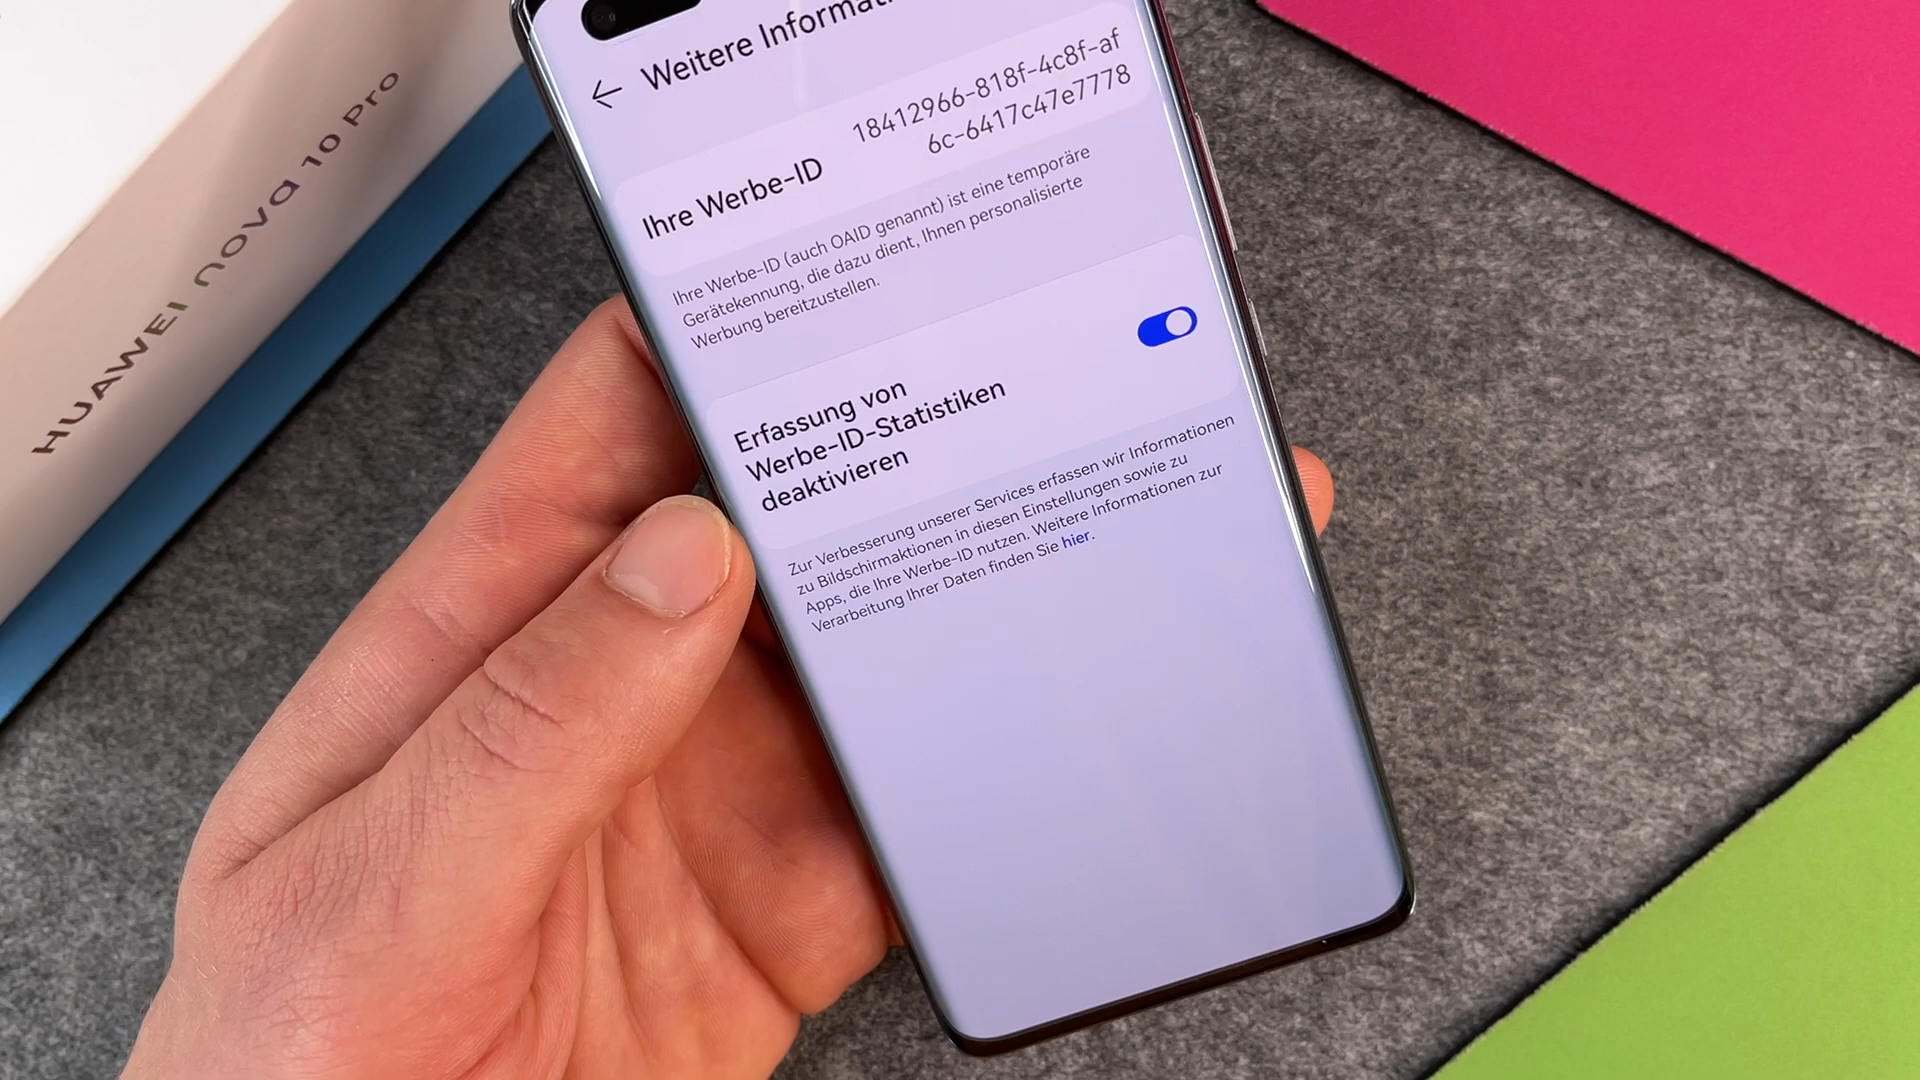 HUAWEI nova 10 Pro
Weitere
Ihre Werbe-ID
18412966-818f-4c8f-af
6c-6417c47e7778
Ihre Werbe-ID (auch OAID genannt) ist eine temporäre
Gerätekennung, die dazu dient, Ihnen personalisierte
Werbung bereitzustellen.
Erfassung von
Werbe-ID-Statistiken
deaktivieren
Zur Verbesserung unserer Services erfassen wir Informationen
zu Bildschirmaktionen in diesen Einstellungen sowie zu
Apps, die Ihre Werbe-ID nutzen. Weitere Informationen zur
Verarbeitung Ihrer Daten finden Sie hier.